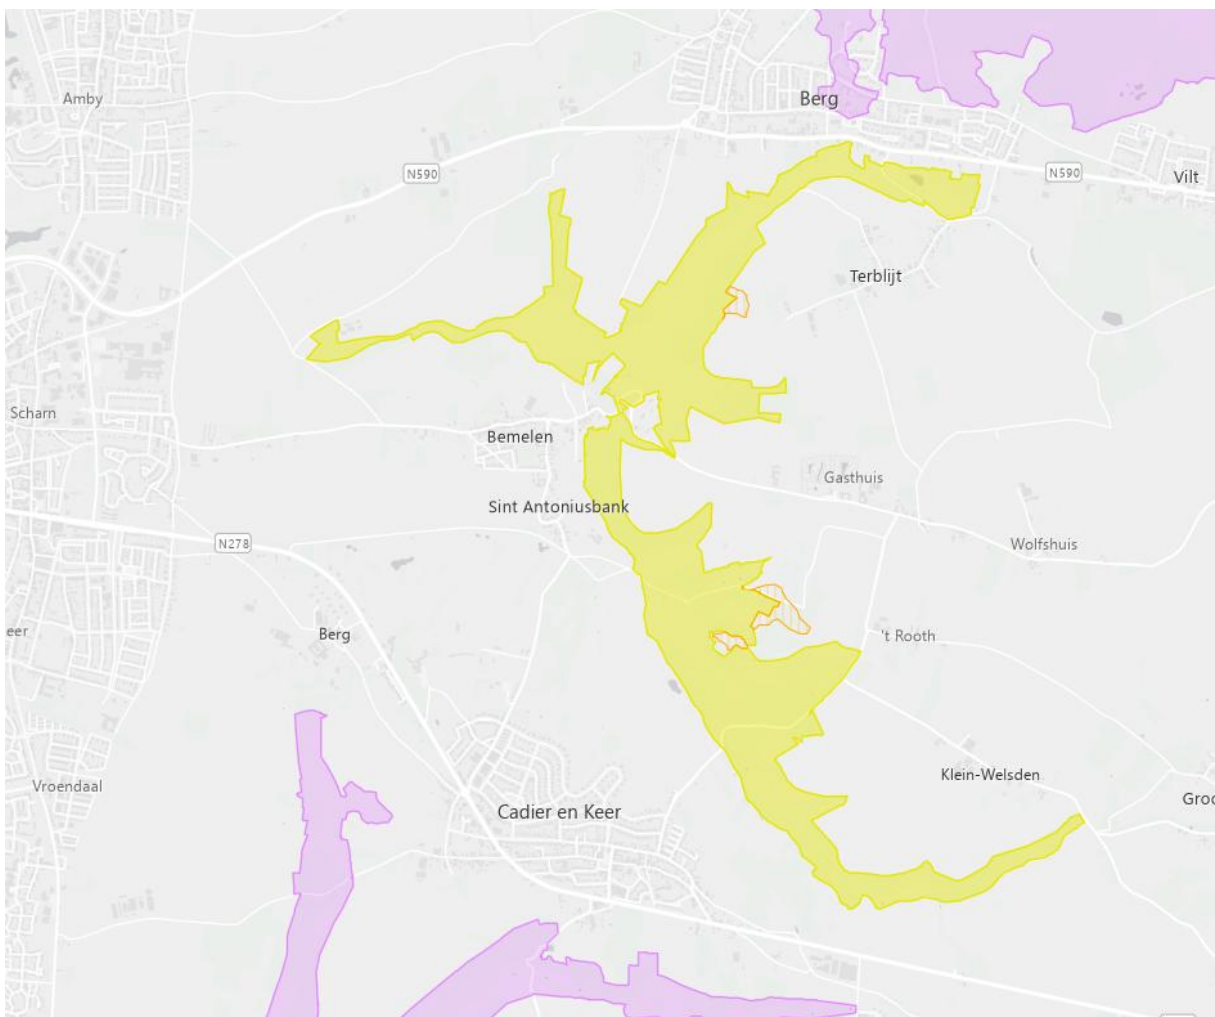 Amby
Berg
N590
N590
Vilt
Terblijt
Scharn
Bemelen
Gasthuis
Sint Antoniusbank
N278
Wolfshuis
eer
Berg
't Rooth
Klein-Welsden
Vroendaal
Groo
Cadier en Keer